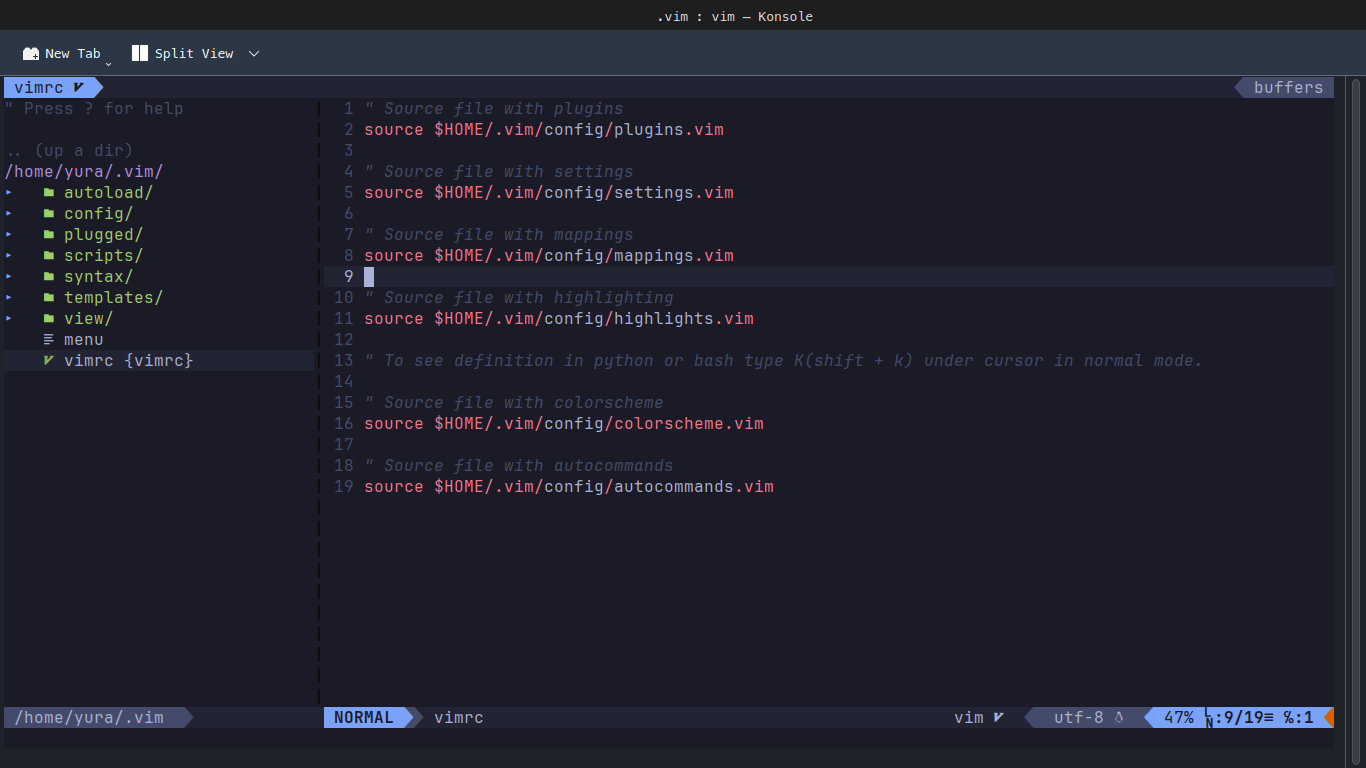 .vim : vim — Konsole
New Tab Split View
vimrc buffers
" Press ? for help
.. (up a dir)
/home/yura/.vim/
▸ autoload/
▸ config/
▸ plugged/
▸ scripts/
▸ syntax/
▸ templates/
▸ view/
menu
vimrc {vimrc}
1 " Source file with plugins
2 source $HOME/.vim/config/plugins.vim
3
4 " Source file with settings
5 source $HOME/.vim/config/settings.vim
6
7 " Source file with mappings
8 source $HOME/.vim/config/mappings.vim
9
10 " Source file with highlighting
11 source $HOME/.vim/config/highlights.vim
12
13 " To see definition in python or bash type K(shift + k) under cursor in normal mode.
14
15 " Source file with colorscheme
16 source $HOME/.vim/config/colorscheme.vim
17
18 " Source file with autocommands
19 source $HOME/.vim/config/autocommands.vim
/home/yura/.vim NORMAL vimrc vim utf-8 47% LN:9/19≡ %:1